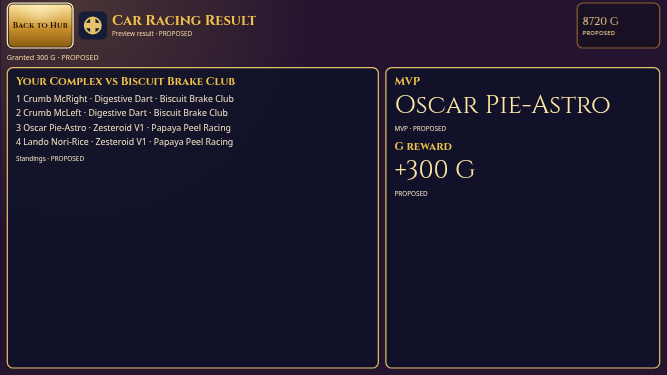 Back to Hub
Car Racing Result
Preview result · PROPOSED
8720 G
PROPOSED
Granted 300 G · PROPOSED
Your Complex vs Biscuit Brake Club
1 Crumb McRight · Digestive Dart · Biscuit Brake Club
2 Crumb McLeft · Digestive Dart · Biscuit Brake Club
3 Oscar Pie-Astro · Zesteroid V1 · Papaya Peel Racing
4 Lando Nori-Rice · Zesteroid V1 · Papaya Peel Racing
Standings · PROPOSED
MVP
Oscar Pie-Astro
MVP · PROPOSED
G reward
+300 G
PROPOSED